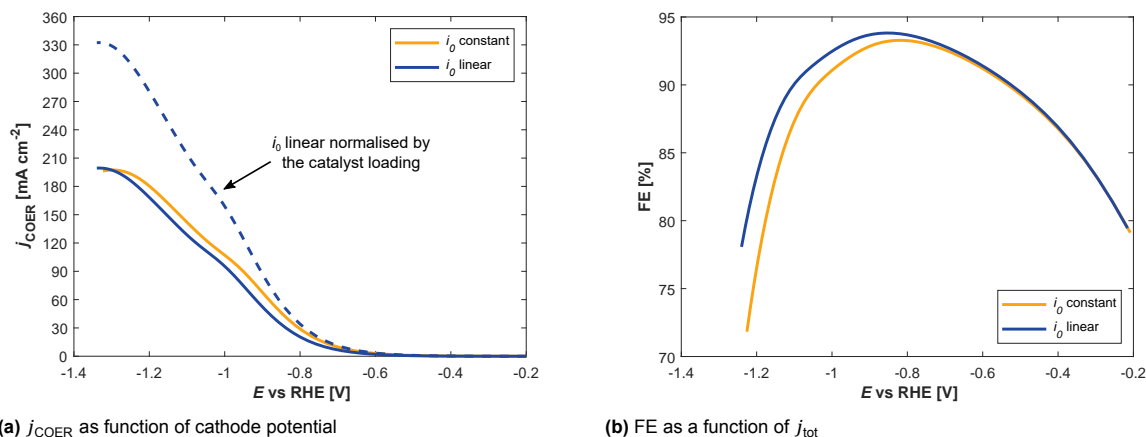 360
330
300
270
240
210
180
150
120
90
60
30
0
j_COER [mA cm⁻²]
i₀ constant
i₀ linear
i₀ linear normalised by
the catalyst loading
-1.4 -1.2 -1 -0.8 -0.6 -0.4 -0.2
E vs RHE [V]
(a) j_COER as function of cathode potential
95
90
85
80
75
70
FE [%]
i₀ constant
i₀ linear
-1.4 -1.2 -1 -0.8 -0.6 -0.4 -0.2
E vs RHE [V]
(b) FE as a function of j_tot